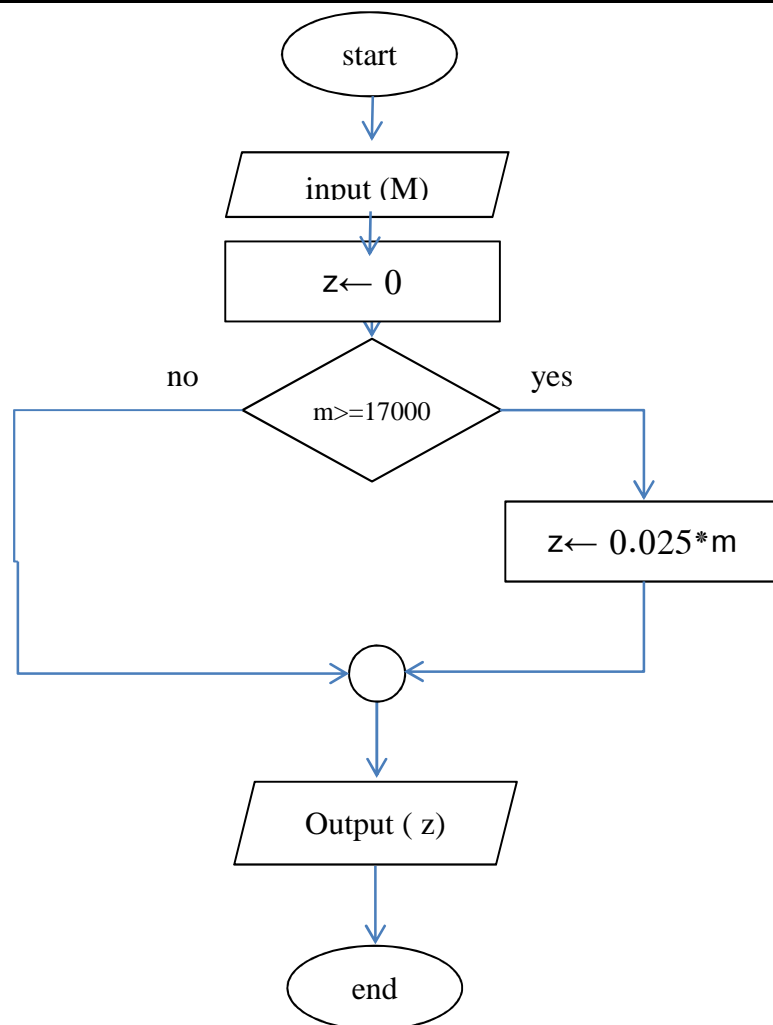 start
input (M)
z← 0
no
yes
m>=17000
z← 0.025*m
Output ( z)
end